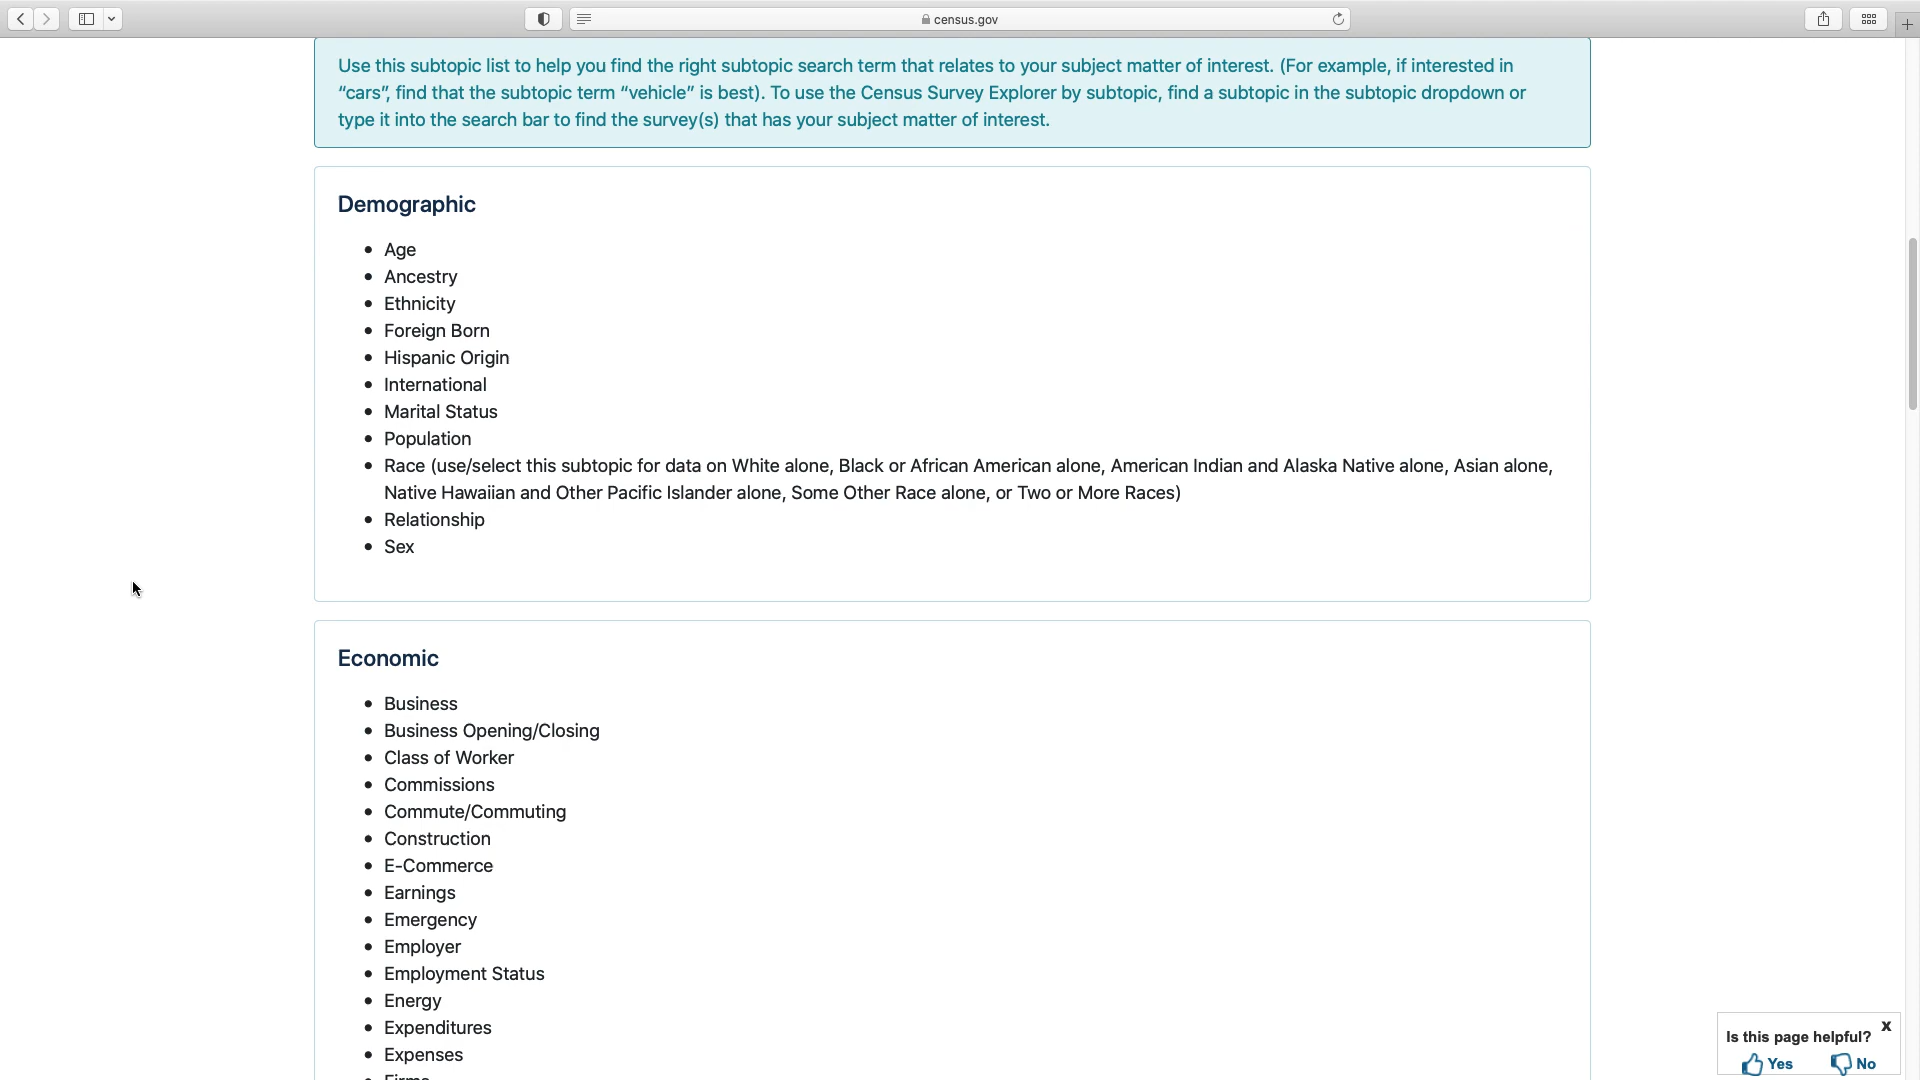 census.gov
Use this subtopic list to help you find the right subtopic search term that relates to your subject matter of interest. (For example, if interested in
“cars”, find that the subtopic term “vehicle” is best). To use the Census Survey Explorer by subtopic, find a subtopic in the subtopic dropdown or
type it into the search bar to find the survey(s) that has your subject matter of interest.
Demographic
Age
Ancestry
Ethnicity
Foreign Born
Hispanic Origin
International
Marital Status
Population
Race (use/select this subtopic for data on White alone, Black or African American alone, American Indian and Alaska Native alone, Asian alone,
Native Hawaiian and Other Pacific Islander alone, Some Other Race alone, or Two or More Races)
Relationship
Sex
Economic
Business
Business Opening/Closing
Class of Worker
Commissions
Commute/Commuting
Construction
E-Commerce
Earnings
Emergency
Employer
Employment Status
Energy
Expenditures
Expenses
Firms
Is this page helpful? X
Yes No